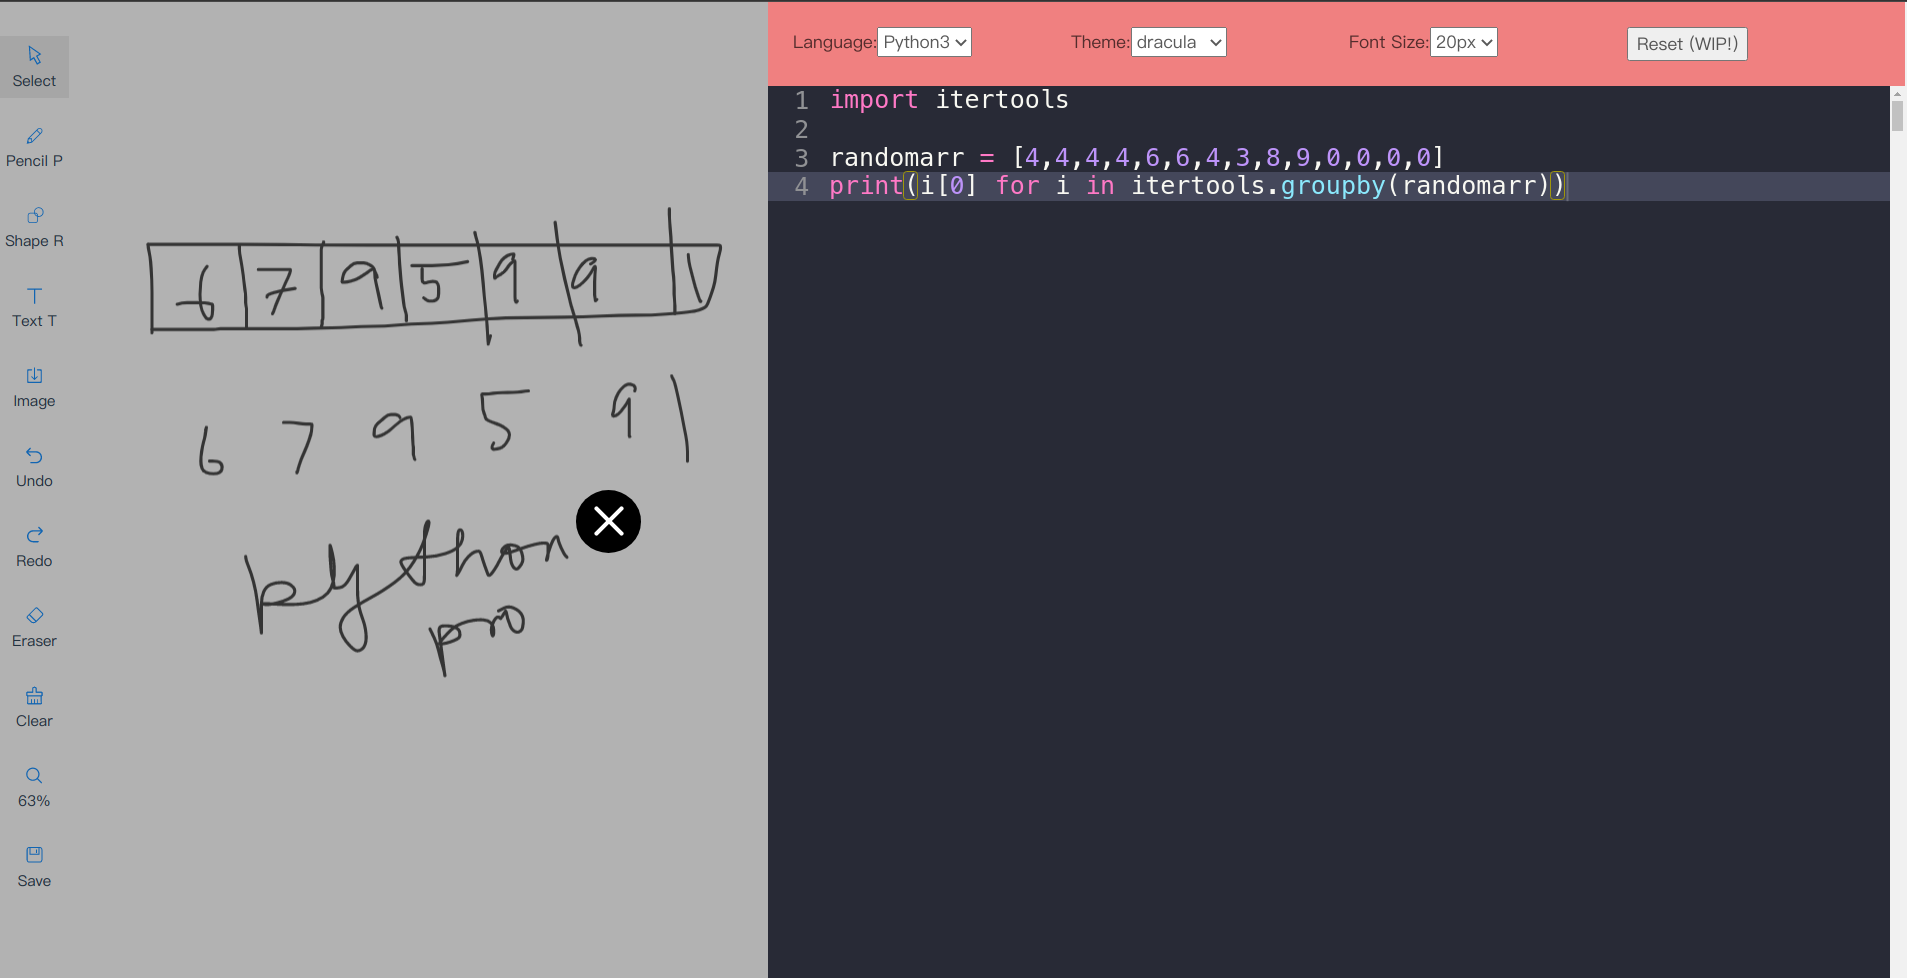 Language: Python3 Theme: dracula Font Size: 20px Reset (WIP!)
Select
Pencil P
Shape R
Text T
Image
Undo
Redo
Eraser
Clear
63%
Save
6 7 9 5 9 9 1
6 7 9 5 9 1
python
pro
1 import itertools
2
3 randomarr = [4,4,4,4,6,6,4,3,8,9,0,0,0,0]
4 print(i[0] for i in itertools.groupby(randomarr))